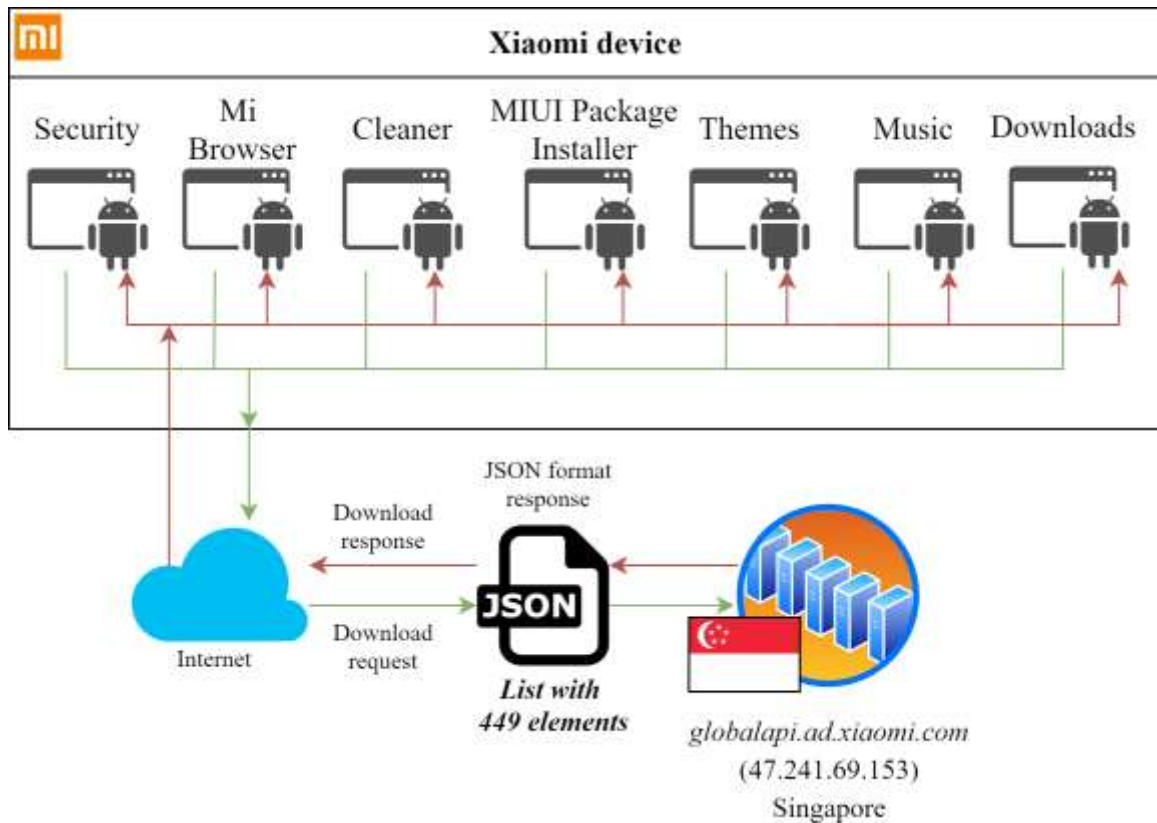 mi
Xiaomi device
Security
Mi
Browser
Cleaner
MIUI Package
Installer
Themes
Music
Downloads
JSON format
response
Download
response
JSON
Download
request
Internet
List with
449 elements
globalapi.ad.xiaomi.com
(47.241.69.153)
Singapore